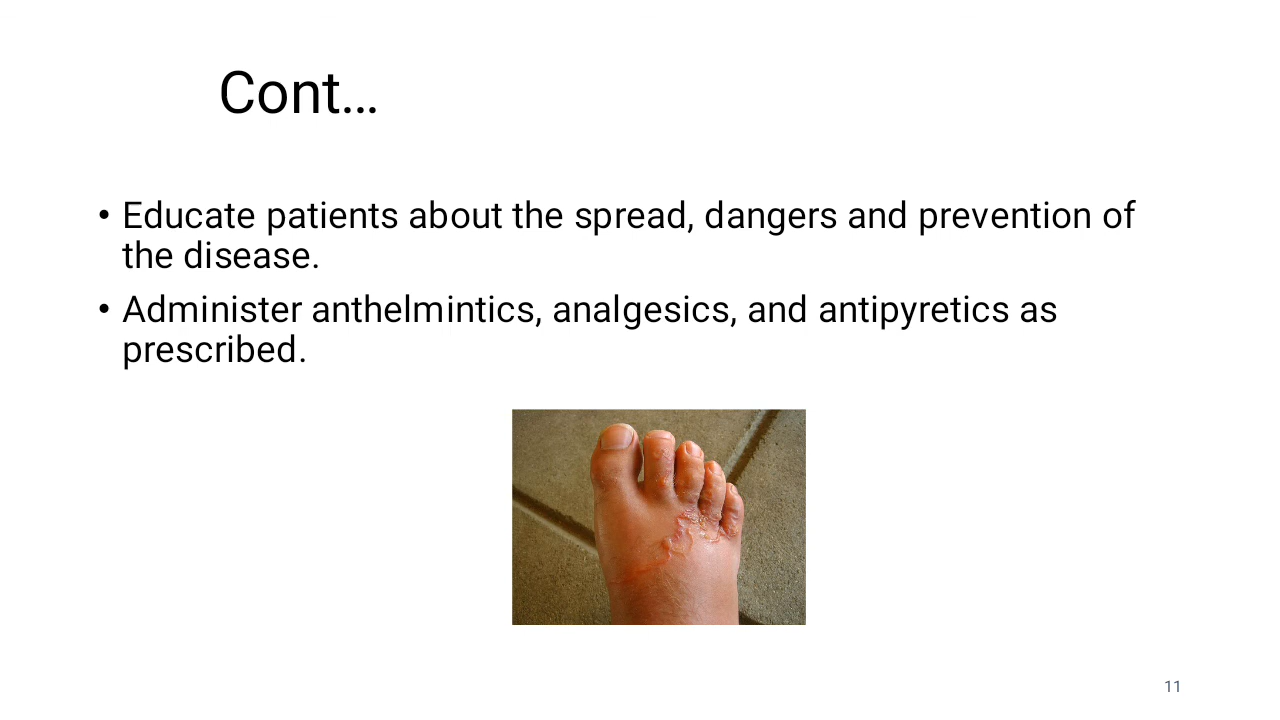 Cont…
• Educate patients about the spread, dangers and prevention of
the disease.
• Administer anthelmintics, analgesics, and antipyretics as
prescribed.
11